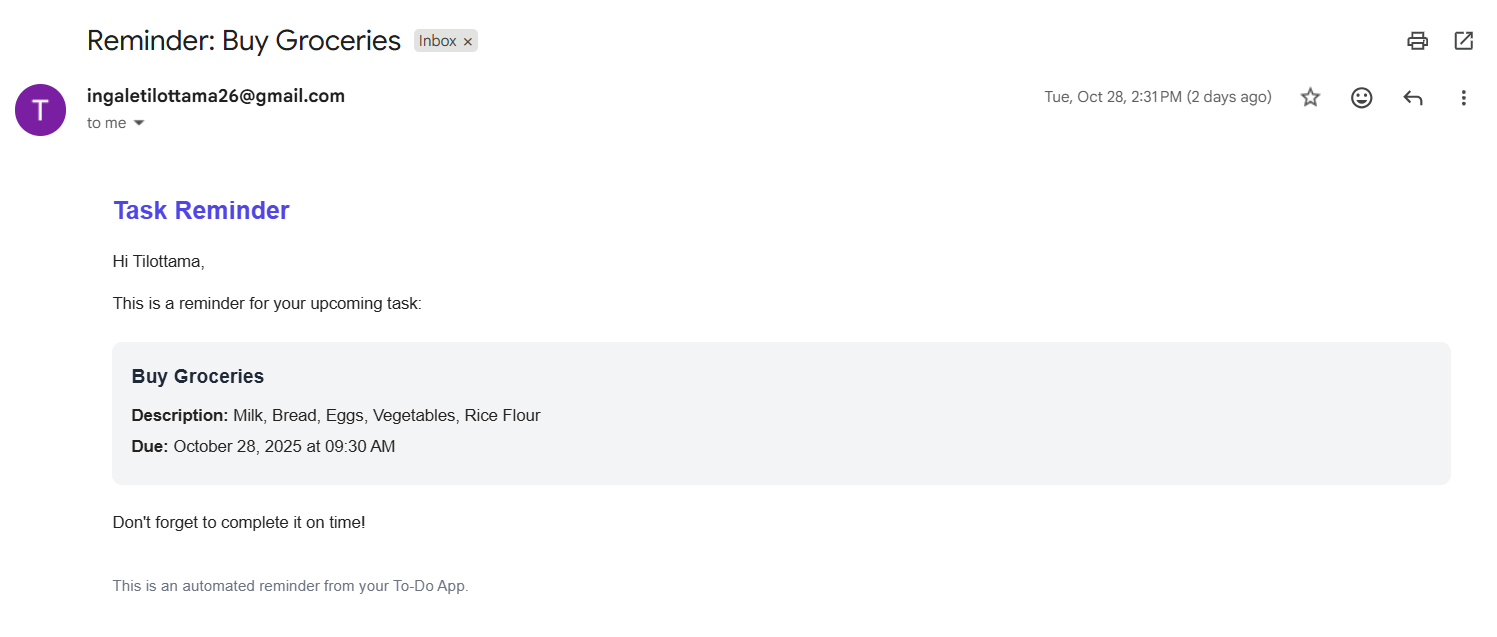 Reminder: Buy Groceries Inbox ×
T
ingaletilottama26@gmail.com Tue, Oct 28, 2:31 PM (2 days ago)
to me
Task Reminder
Hi Tilottama,
This is a reminder for your upcoming task:
Buy Groceries
Description: Milk, Bread, Eggs, Vegetables, Rice Flour
Due: October 28, 2025 at 09:30 AM
Don't forget to complete it on time!
This is an automated reminder from your To-Do App.